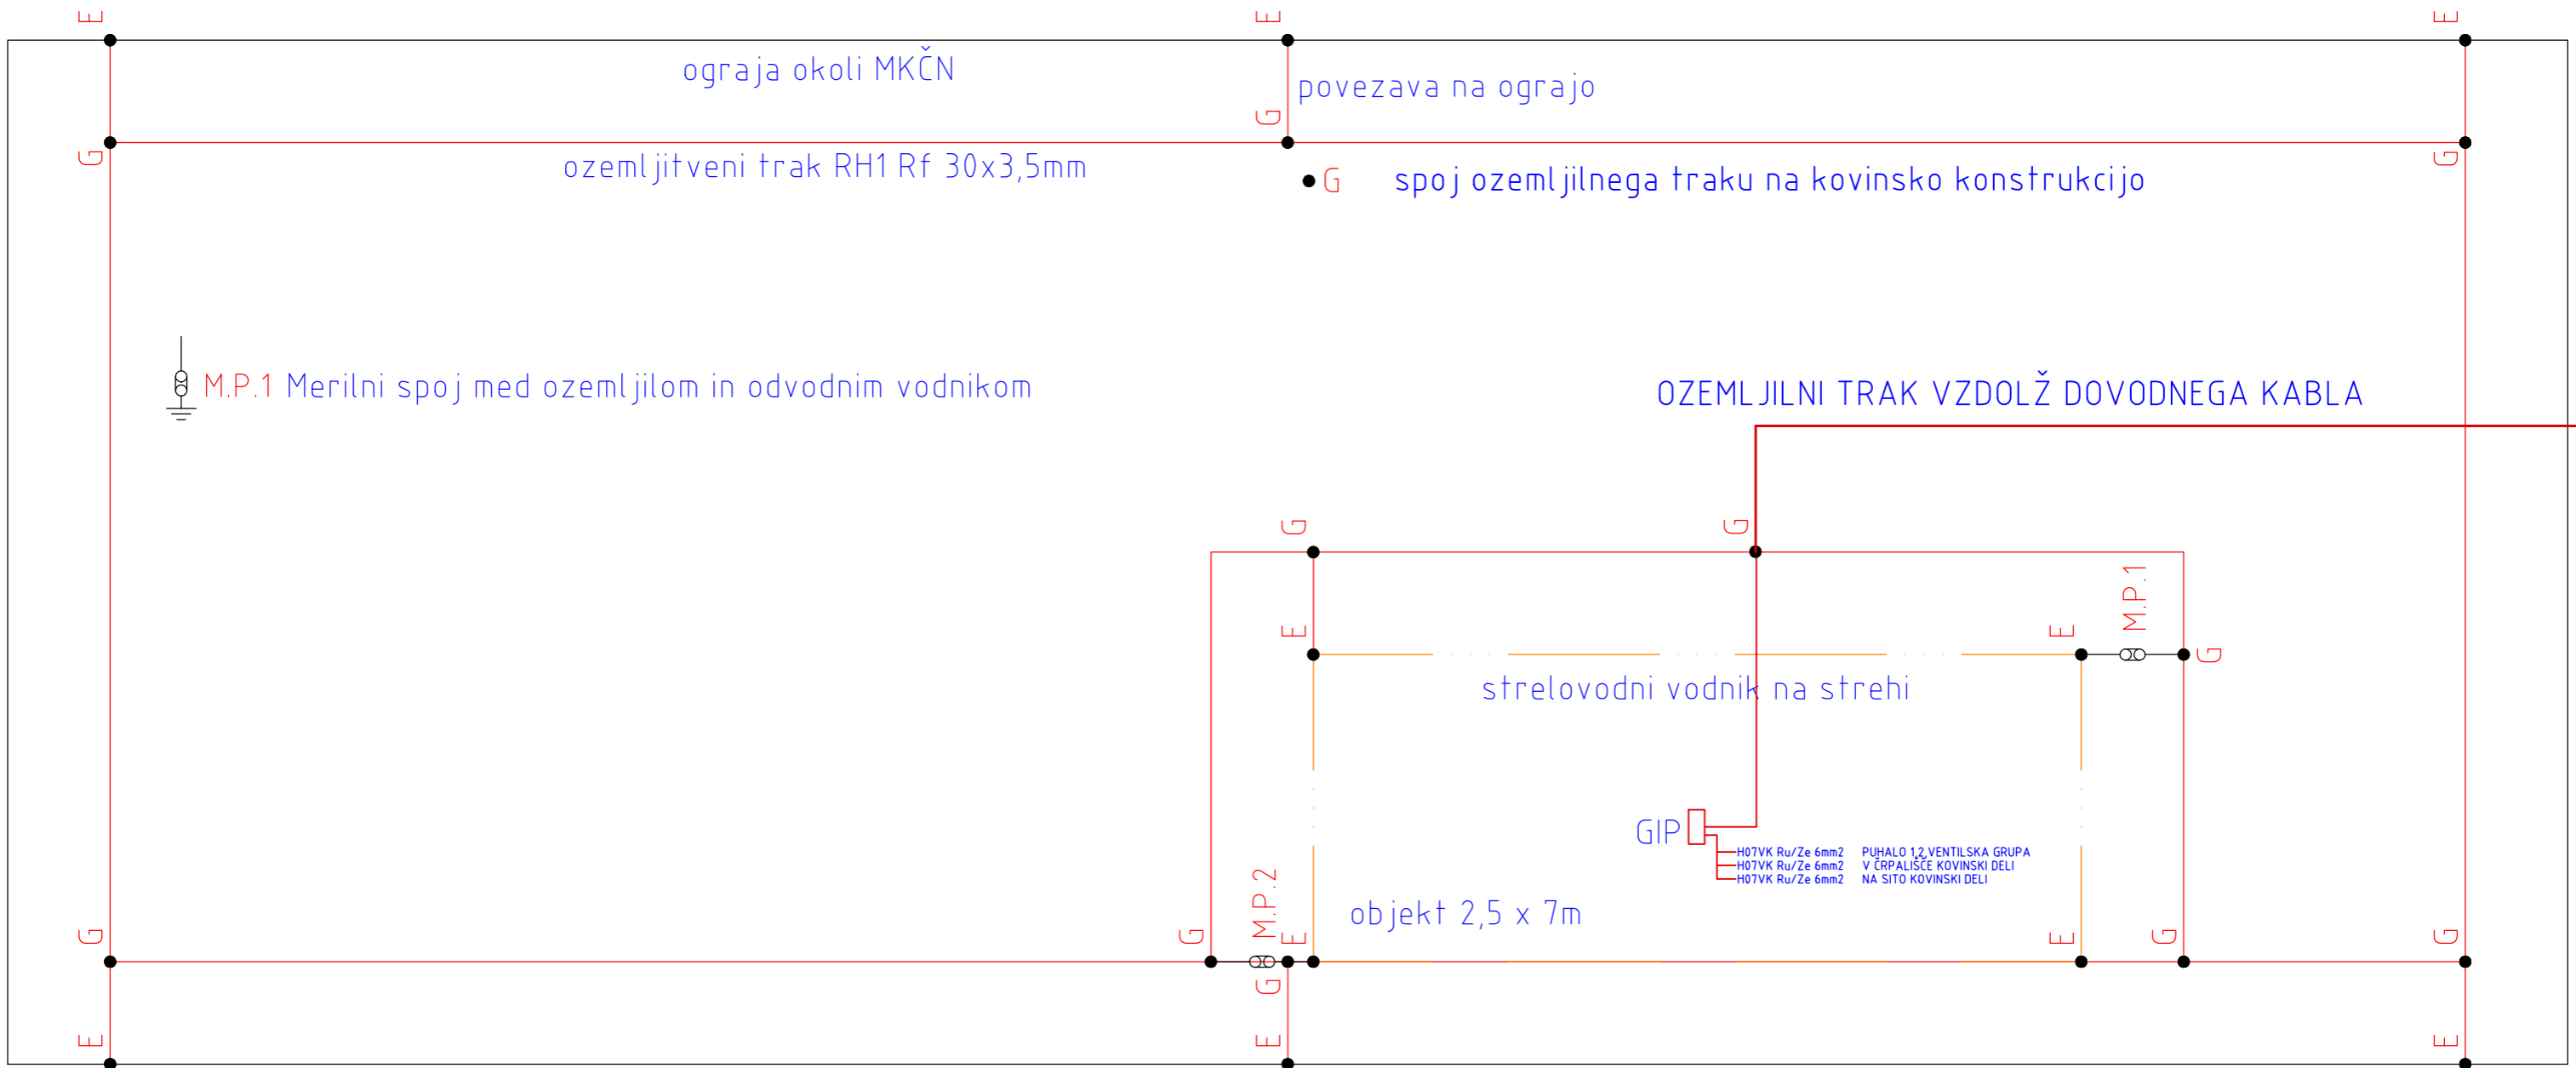 E E E
ograja okoli MKČN
povezava na ograjo
G
G G
ozemljitveni trak RH1 Rf 30x3,5mm
G spoj ozemljilnega traku na kovinsko konstrukcijo
M.P.1 Merilni spoj med ozemljilom in odvodnim vodnikom
OZEMLJILNI TRAK VZDOLŽ DOVODNEGA KABLA
G G
M.P.1
E E G
strelovodni vodnik na strehi
GIP
H07VK Ru/Ze 6mm2 PUHALO 1,2,VENTILSKA GRUPA
H07VK Ru/Ze 6mm2 V ČRPALIŠČE KOVINSKI DELI
H07VK Ru/Ze 6mm2 NA SITO KOVINSKI DELI
M.P.2
objekt 2,5 x 7m
G G E E G G
G
E E E